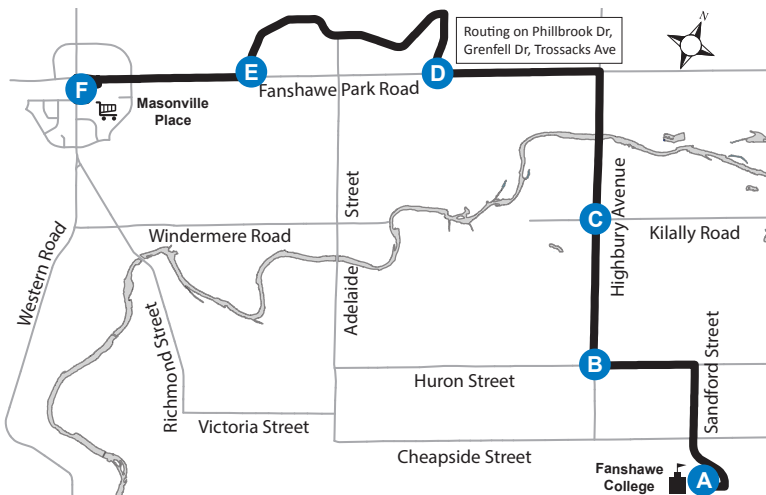 N
Routing on Phillbrook Dr,
Grenfell Dr, Trossacks Ave
E
D
F
Fanshawe Park Road
Masonville
Place
Street
C
Highbury Avenue
Kilally Road
Windermere Road
Western Road
Adelaide
Richmond Street
B
Huron Street
Sandford Street
Victoria Street
Cheapside Street
Fanshawe
College
A